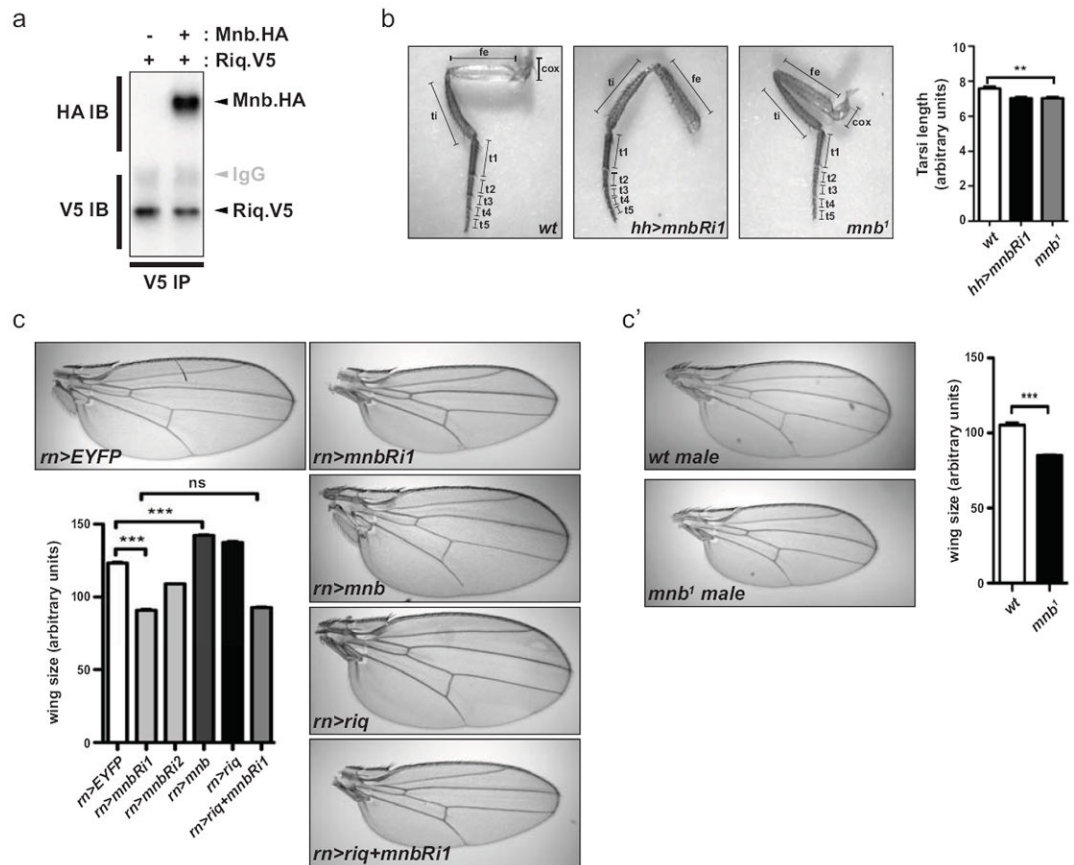 a
- + : Mnb.HA
+ + : Riq.V5
HA IB
Mnb.HA
IgG
V5 IB
Riq.V5
V5 IP
b
fe
cox
ti
t1
t2
t3
t4
t5
wt
ti
fe
t1
t2
t3
t4
t5
hh>mnbRi1
fe
ti
cox
t1
t2
t3
t4
t5
mnb¹
Tarsi length
(arbitrary units)
10
8
6
4
2
0
**
wt
hh>mnbRi1
mnb¹
c
rn>EYFP
rn>mnbRi1
rn>mnb
rn>riq
rn>riq+mnbRi1
wing size (arbitrary units)
150
100
50
0
ns
***
***
rn>EYFP
rn>mnbRi1
rn>mnbRi2
rn>mnb
rn>riq
rn>riq+mnbRi1
c'
wt male
mnb¹ male
wing size (arbitrary units)
150
100
50
0
***
wt
mnb¹